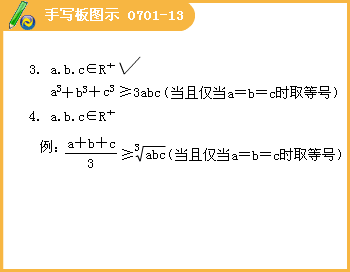 手写板图示 0701-13
3. a.b.c∈R⁺ ✓
a³+b³+c³≥3abc(当且仅当a=b=c时取等号)
4. a.b.c∈R⁺
例: (a+b+c)/3≥∛abc(当且仅当a=b=c时取等号)